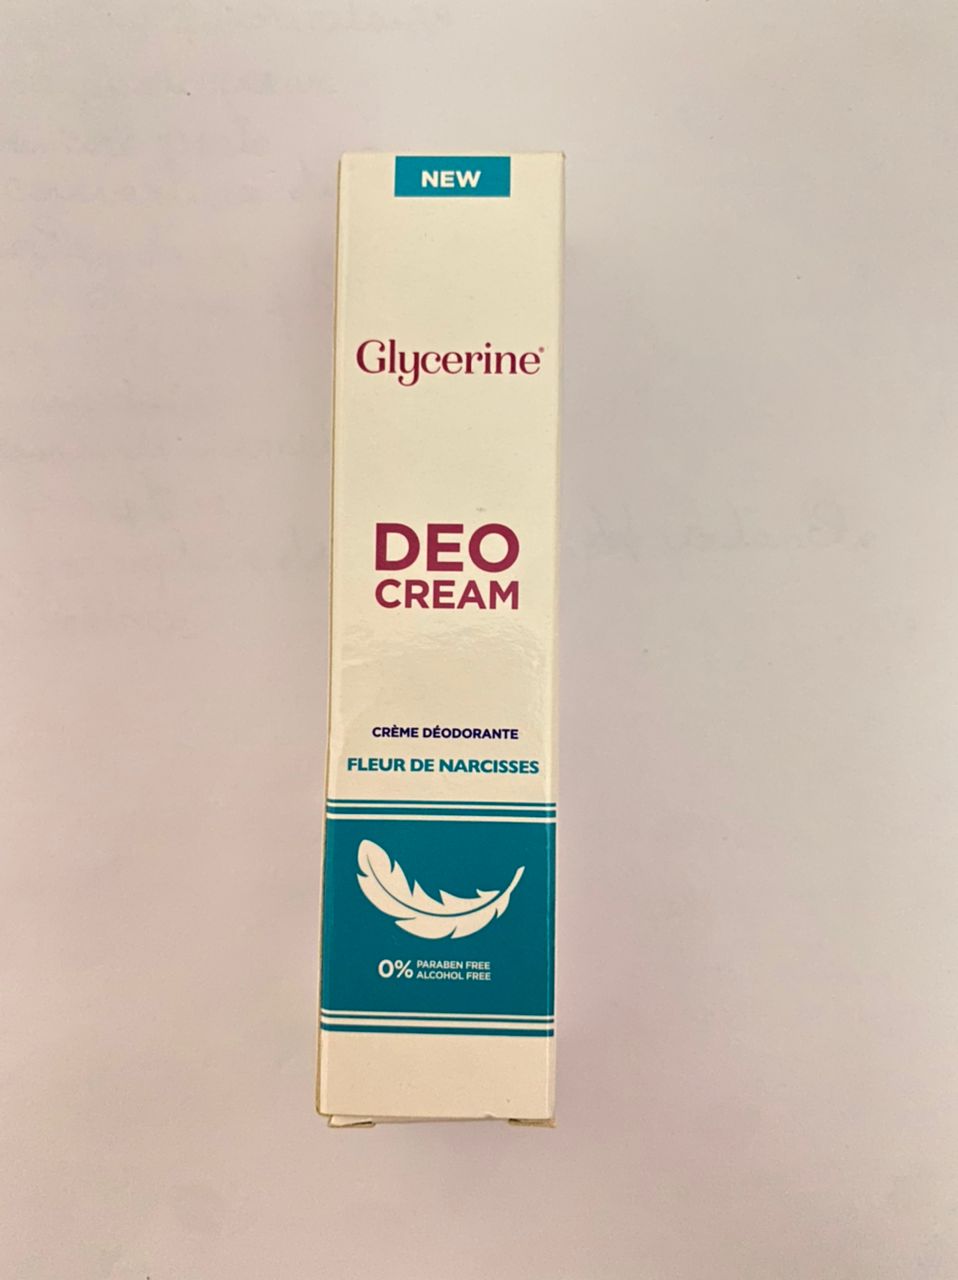 NEW
Glycerine®
DEO
CREAM
CRÈME DÉODORANTE
FLEUR DE NARCISSES
0% PARABEN FREE
ALCOHOL FREE